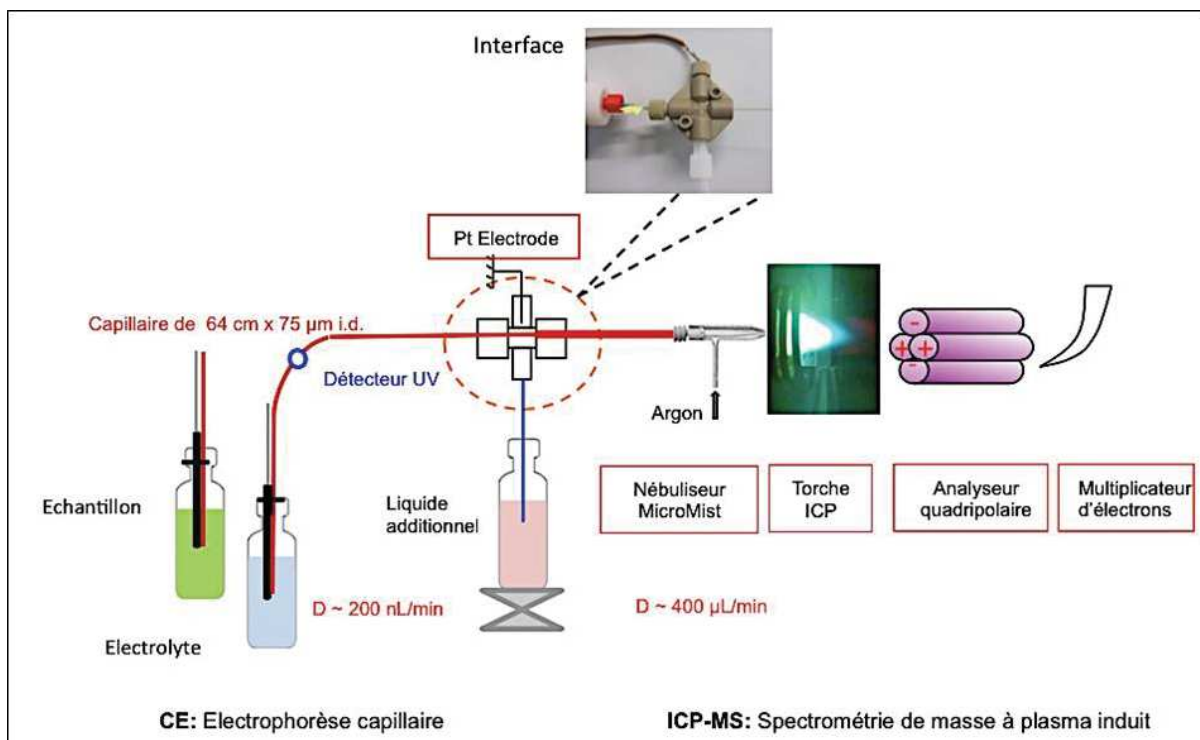 Interface
Pt Electrode
Capillaire de 64 cm x 75 µm i.d.
Détecteur UV
Argon
Echantillon
Liquide
additionnel
Nébuliseur
MicroMist
Torche
ICP
Analyseur
quadripolaire
Multiplicateur
d'électrons
-
+ +
-
D ~ 200 nL/min
D ~ 400 µL/min
Electrolyte
CE: Electrophorèse capillaire
ICP-MS: Spectrométrie de masse à plasma induit